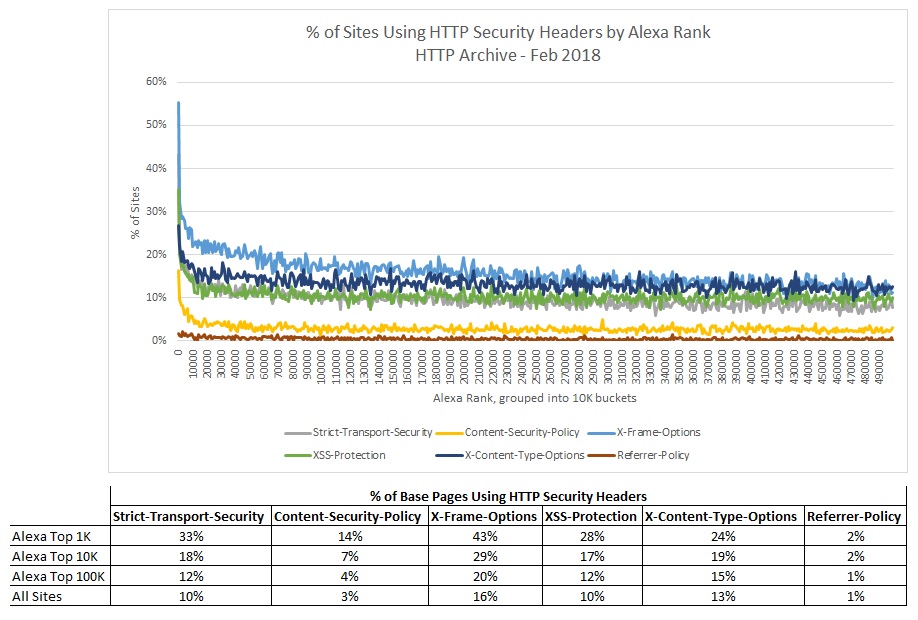 % of Sites Using HTTP Security Headers by Alexa Rank
HTTP Archive - Feb 2018
% of Sites
60%
50%
40%
30%
20%
10%
0%
0 10000 20000 30000 40000 50000 60000 70000 80000 90000 100000 110000 120000 130000 140000 150000 160000 170000 180000 190000 200000 210000 220000 230000 240000 250000 260000 270000 280000 290000 300000 310000 320000 330000 340000 350000 360000 370000 380000 390000 400000 410000 420000 430000 440000 450000 460000 470000 480000 490000
Alexa Rank, grouped into 10K buckets
Strict-Transport-Security Content-Security-Policy X-Frame-Options
XSS-Protection X-Content-Type-Options Referrer-Policy
% of Base Pages Using HTTP Security Headers
Strict-Transport-Security Content-Security-Policy X-Frame-Options XSS-Protection X-Content-Type-Options Referrer-Policy
Alexa Top 1K 33% 14% 43% 28% 24% 2%
Alexa Top 10K 18% 7% 29% 17% 19% 2%
Alexa Top 100K 12% 4% 20% 12% 15% 1%
All Sites 10% 3% 16% 10% 13% 1%